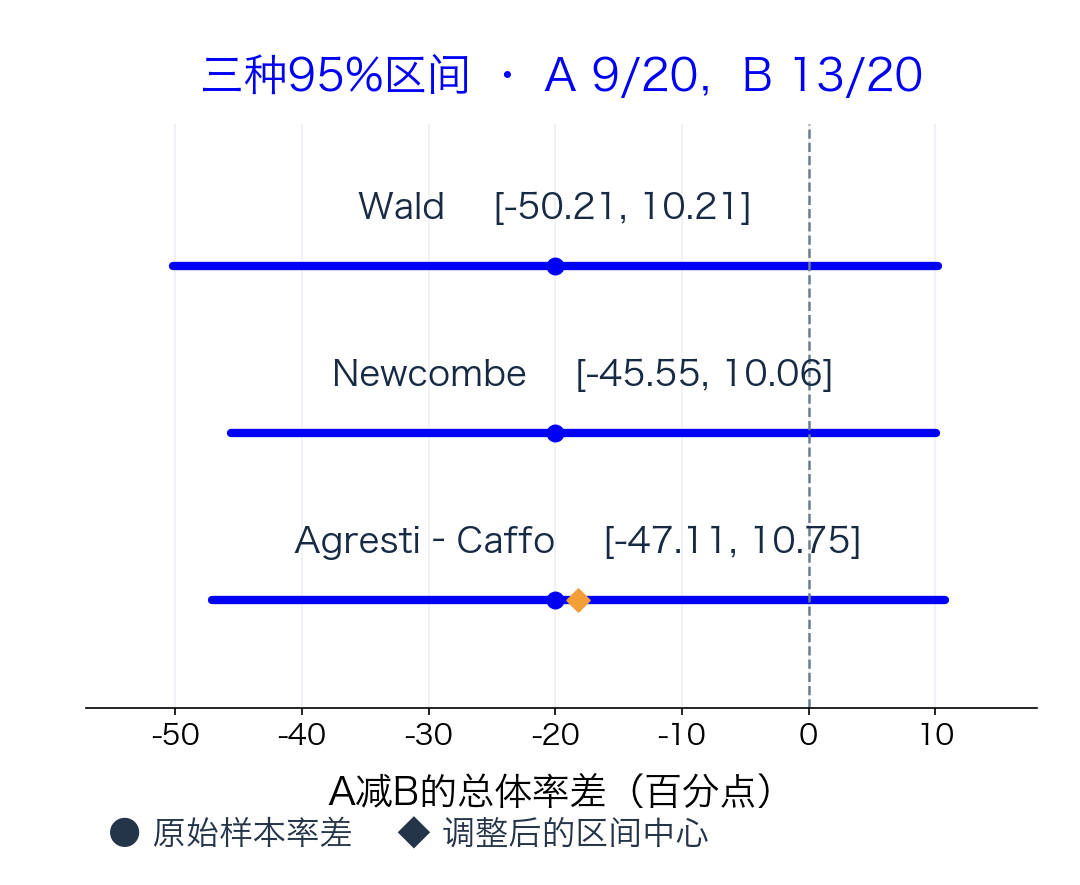 三种95%区间 · A 9/20, B 13/20
Wald [-50.21, 10.21]
Newcombe [-45.55, 10.06]
Agresti - Caffo [-47.11, 10.75]
-50 -40 -30 -20 -10 0 10
A减B的总体率差（百分点）
原始样本率差 调整后的区间中心